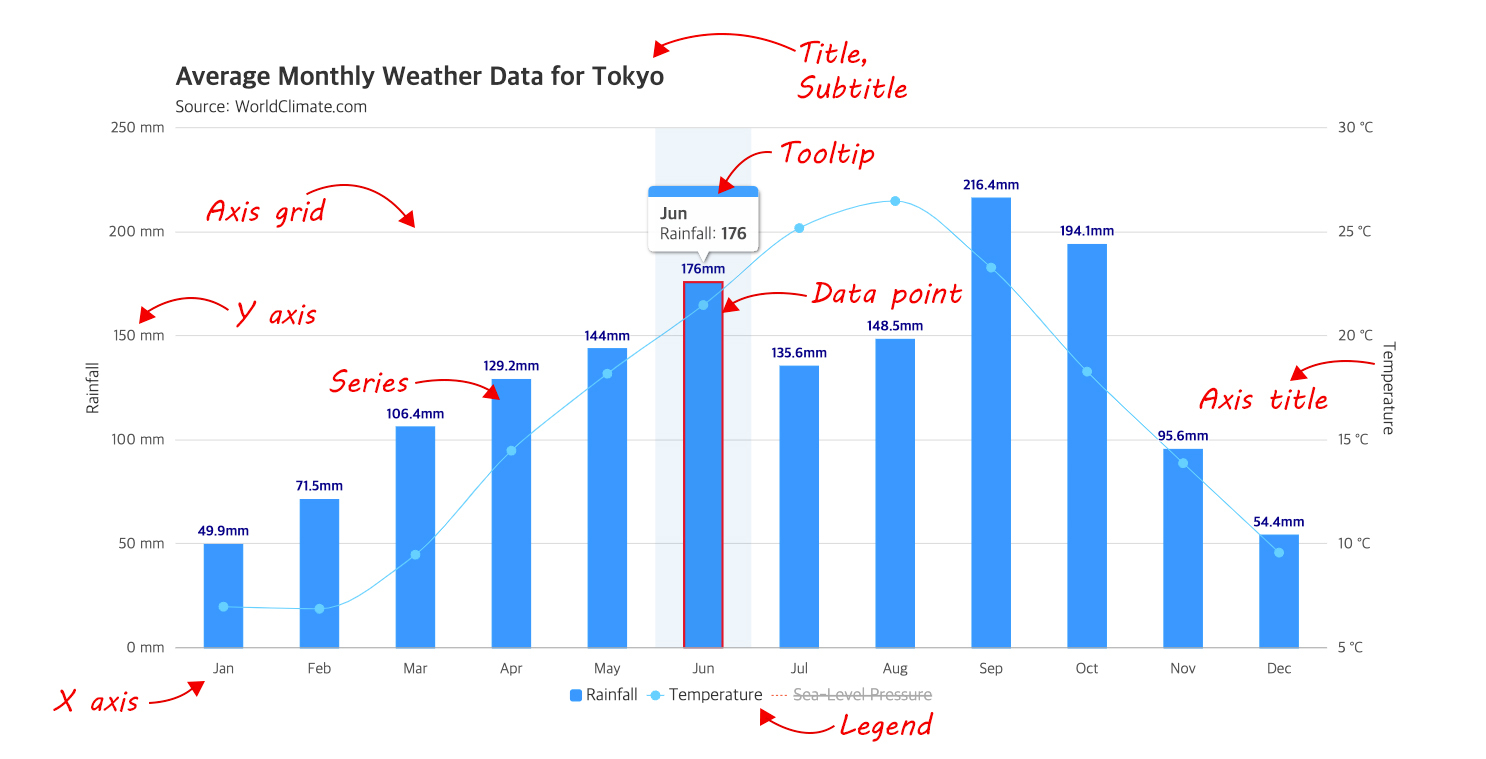 Title,
Subtitle
Average Monthly Weather Data for Tokyo
Source: WorldClimate.com
250 mm
30 °C
Tooltip
216.4mm
Axis grid
Jun
Rainfall: 176
200 mm
25 °C
194.1mm
176mm
Data point
Y axis
148.5mm
150 mm
144mm
20 °C
135.6mm
129.2mm
Series
Rainfall
Temperature
Axis title
106.4mm
100 mm
95.6mm
15 °C
71.5mm
49.9mm
54.4mm
50 mm
10 °C
0 mm
5 °C
Jan Feb Mar Apr May Jun Jul Aug Sep Oct Nov Dec
X axis
Rainfall Temperature Sea-Level Pressure
Legend